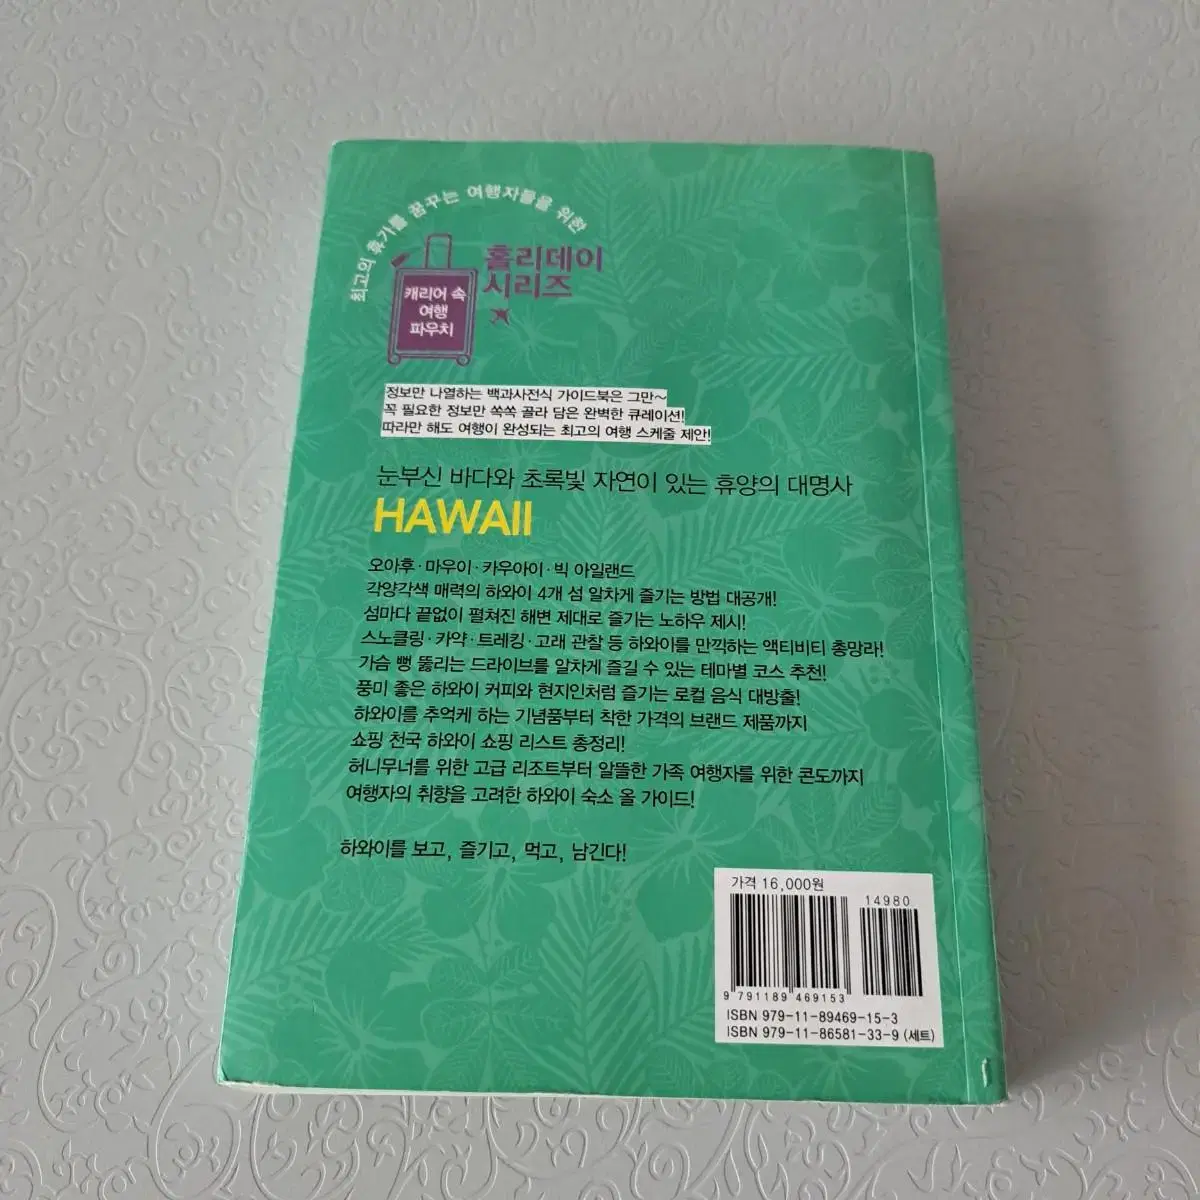 최고의 휴가를 꿈꾸는 여행자들을 위한
홀리데이
시리즈
캐리어 속
여행
파우치
정보만 나열하는 백과사전식 가이드북은 그만~
꼭 필요한 정보만 쏙쏙 골라 담은 완벽한 큐레이션!
따라만 해도 여행이 완성되는 최고의 여행 스케줄 제안!
눈부신 바다와 초록빛 자연이 있는 휴양의 대명사
HAWAII
오아후·마우이·카우아이·빅 아일랜드
각양각색 매력의 하와이 4개 섬 알차게 즐기는 방법 대공개!
섬마다 끝없이 펼쳐진 해변 제대로 즐기는 노하우 제시!
스노클링·카약·트레킹·고래 관찰 등 하와이를 만끽하는 액티비티 총망라!
가슴 뻥 뚫리는 드라이브를 알차게 즐길 수 있는 테마별 코스 추천!
풍미 좋은 하와이 커피와 현지인처럼 즐기는 로컬 음식 대방출!
하와이를 추억케 하는 기념품부터 착한 가격의 브랜드 제품까지
쇼핑 천국 하와이 쇼핑 리스트 총정리!
허니무너를 위한 고급 리조트부터 알뜰한 가족 여행자를 위한 콘도까지
여행자의 취향을 고려한 하와이 숙소 올 가이드!
하와이를 보고, 즐기고, 먹고, 남긴다!
가격 16,000원
14980
9 791189 469153
ISBN 979-11-89469-15-3
ISBN 979-11-86581-33-9 (세트)